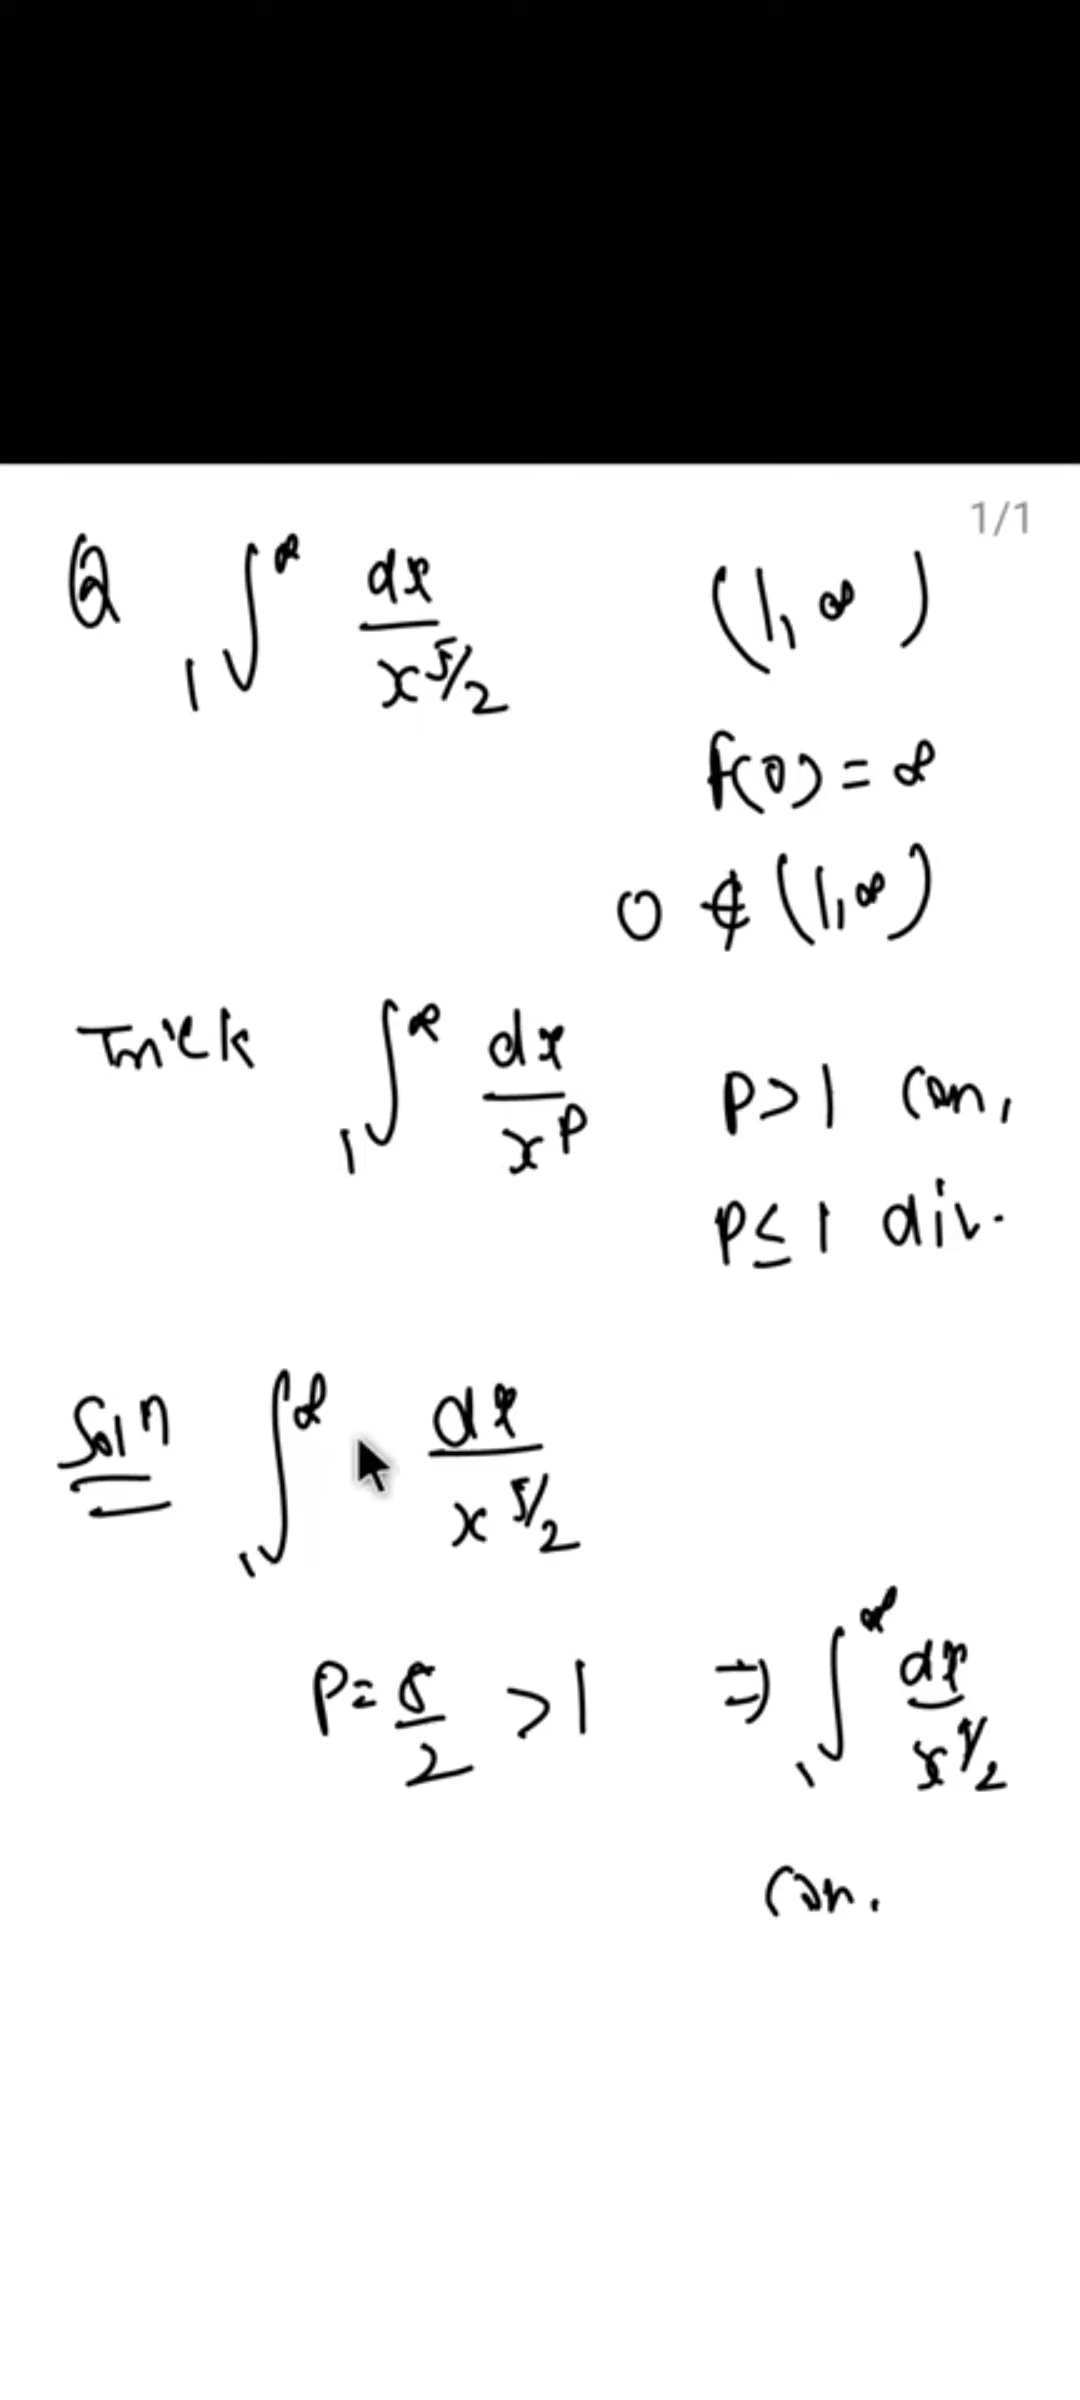 1/1
Q ∫₁^∞ dx/x^5/2 (1, ∞)
f(0) = ∞
0 ∉ (1, ∞)
Trick ∫₁^∞ dx/x^p p > 1 con.
p ≤ 1 div.
Soln ∫₁^∞ dx/x^5/2
P = 5/2 > 1 ⇒ ∫₁^∞ dx/x^5/2
con.